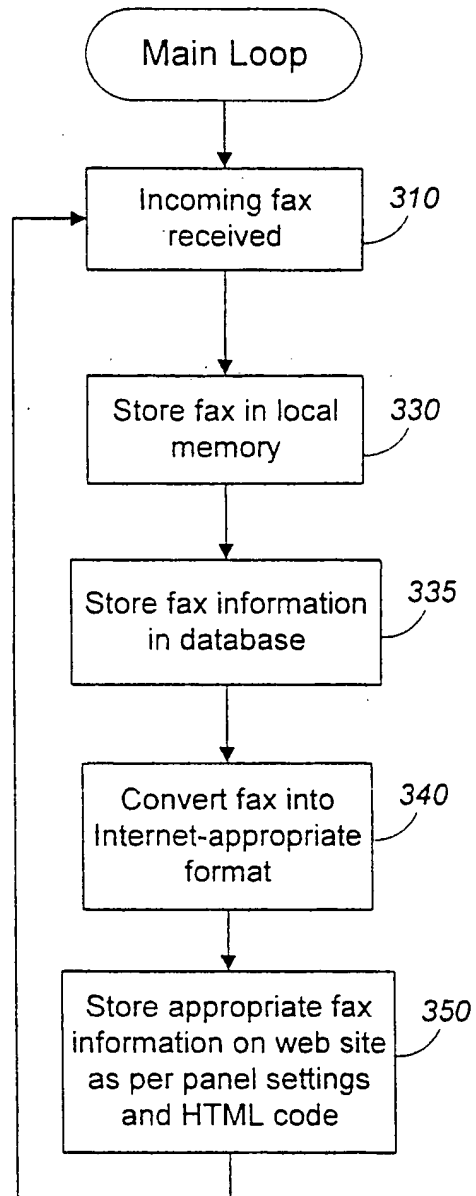 Main Loop
Incoming fax
received
310
Store fax in local
memory
330
Store fax information
in database
335
Convert fax into
Internet-appropriate
format
340
Store appropriate fax
information on web site
as per panel settings
and HTML code
350